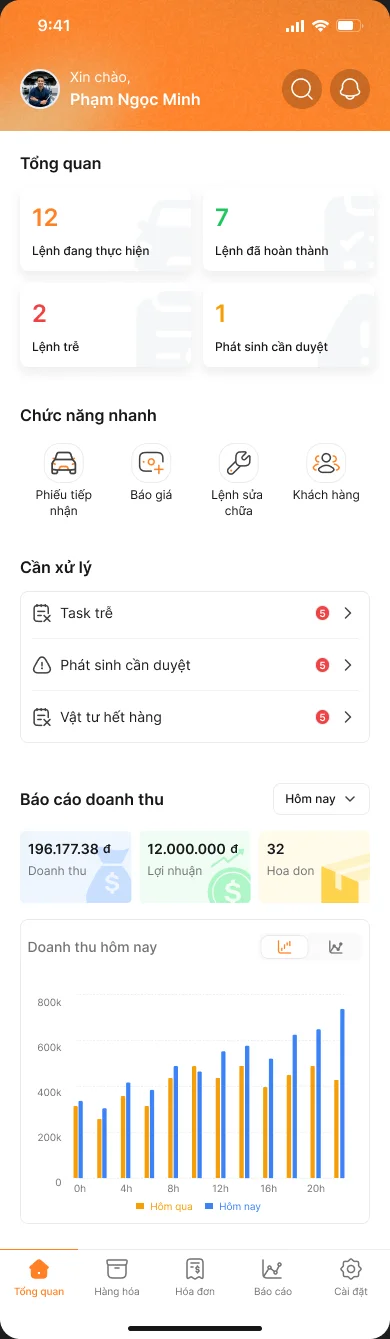 9:41
Xin chào,
Phạm Ngọc Minh
Tổng quan
12
Lệnh đang thực hiện
7
Lệnh đã hoàn thành
2
Lệnh trễ
1
Phát sinh cần duyệt
Chức năng nhanh
Phiếu tiếp
nhận
Báo giá
Lệnh sửa
chữa
Khách hàng
Cần xử lý
Task trễ
5
Phát sinh cần duyệt
5
Vật tư hết hàng
5
Báo cáo doanh thu
Hôm nay
196.177.38 đ
Doanh thu
12.000.000 đ
Lợi nhuận
32
Hoa don
Doanh thu hôm nay
800k
600k
400k
200k
0
0h 4h 8h 12h 16h 20h
Hôm qua Hôm nay
Tổng quan Hàng hóa Hóa đơn Báo cáo Cài đặt